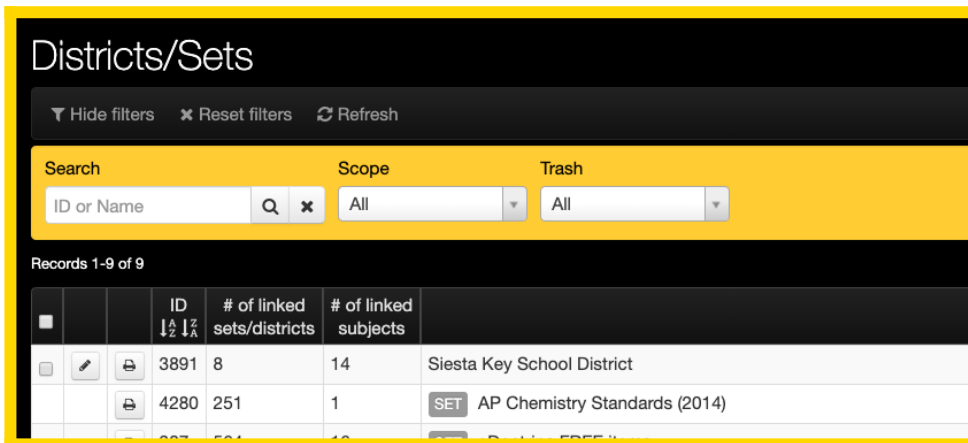 Districts/Sets
Hide filters Reset filters Refresh
Search Scope Trash
ID or Name All All
Records 1-9 of 9
ID # of linked sets/districts # of linked subjects
3891 8 14 Siesta Key School District
4280 251 1 SET AP Chemistry Standards (2014)